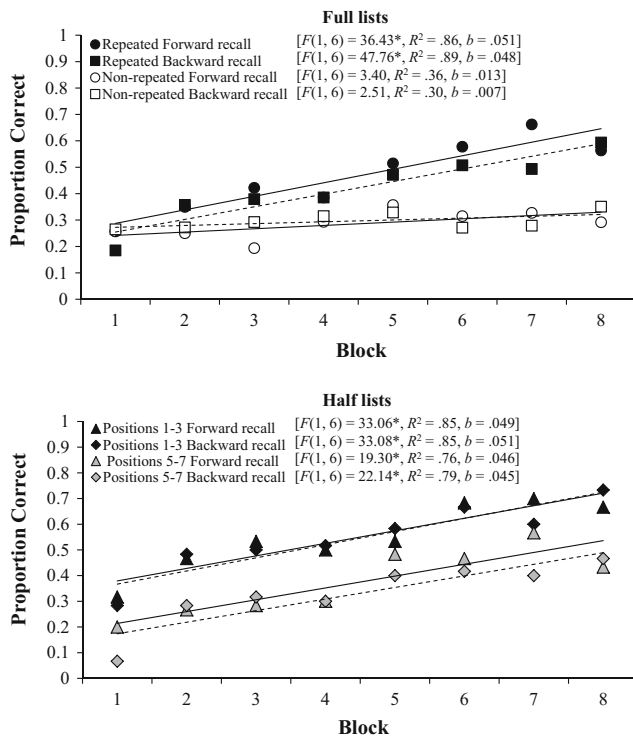 Full lists
Repeated Forward recall [F(1, 6) = 36.43*, R² = .86, b = .051]
Repeated Backward recall [F(1, 6) = 47.76*, R² = .89, b = .048]
Non-repeated Forward recall [F(1, 6) = 3.40, R² = .36, b = .013]
Non-repeated Backward recall [F(1, 6) = 2.51, R² = .30, b = .007]
Proportion Correct
1
0.9
0.8
0.7
0.6
0.5
0.4
0.3
0.2
0.1
0
1 2 3 4 5 6 7 8
Block
Half lists
Positions 1-3 Forward recall [F(1, 6) = 33.06*, R² = .85, b = .049]
Positions 1-3 Backward recall [F(1, 6) = 33.08*, R² = .85, b = .051]
Positions 5-7 Forward recall [F(1, 6) = 19.30*, R² = .76, b = .046]
Positions 5-7 Backward recall [F(1, 6) = 22.14*, R² = .79, b = .045]
Proportion Correct
1
0.9
0.8
0.7
0.6
0.5
0.4
0.3
0.2
0.1
0
1 2 3 4 5 6 7 8
Block